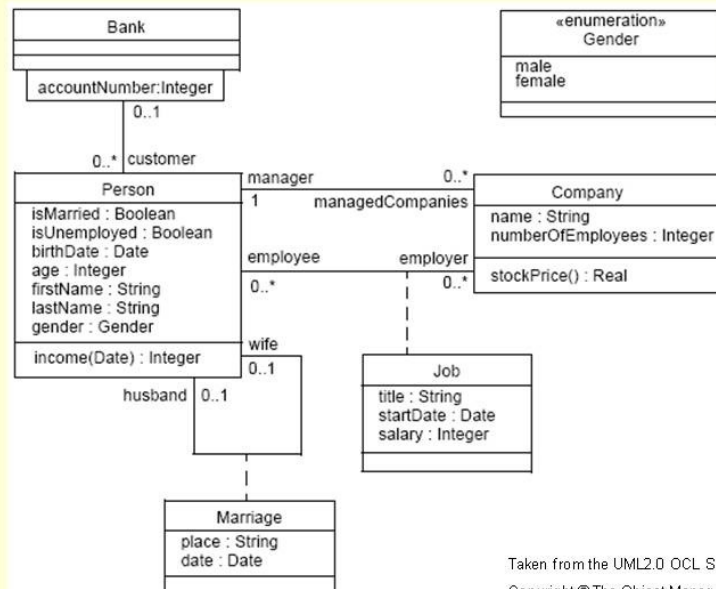 Bank
accountNumber:Integer
0..1
0..* customer
«enumeration»
Gender
male
female
Person
isMarried : Boolean
isUnemployed : Boolean
birthDate : Date
age : Integer
firstName : String
lastName : String
gender : Gender
income(Date) : Integer
manager
1
0..*
managedCompanies
Company
name : String
numberOfEmployees : Integer
stockPrice() : Real
employee
0..*
employer
0..*
wife
0..1
husband
0..1
Job
title : String
startDate : Date
salary : Integer
Marriage
place : String
date : Date
Taken from the UML2.0 OCL S
Copyright © The Object